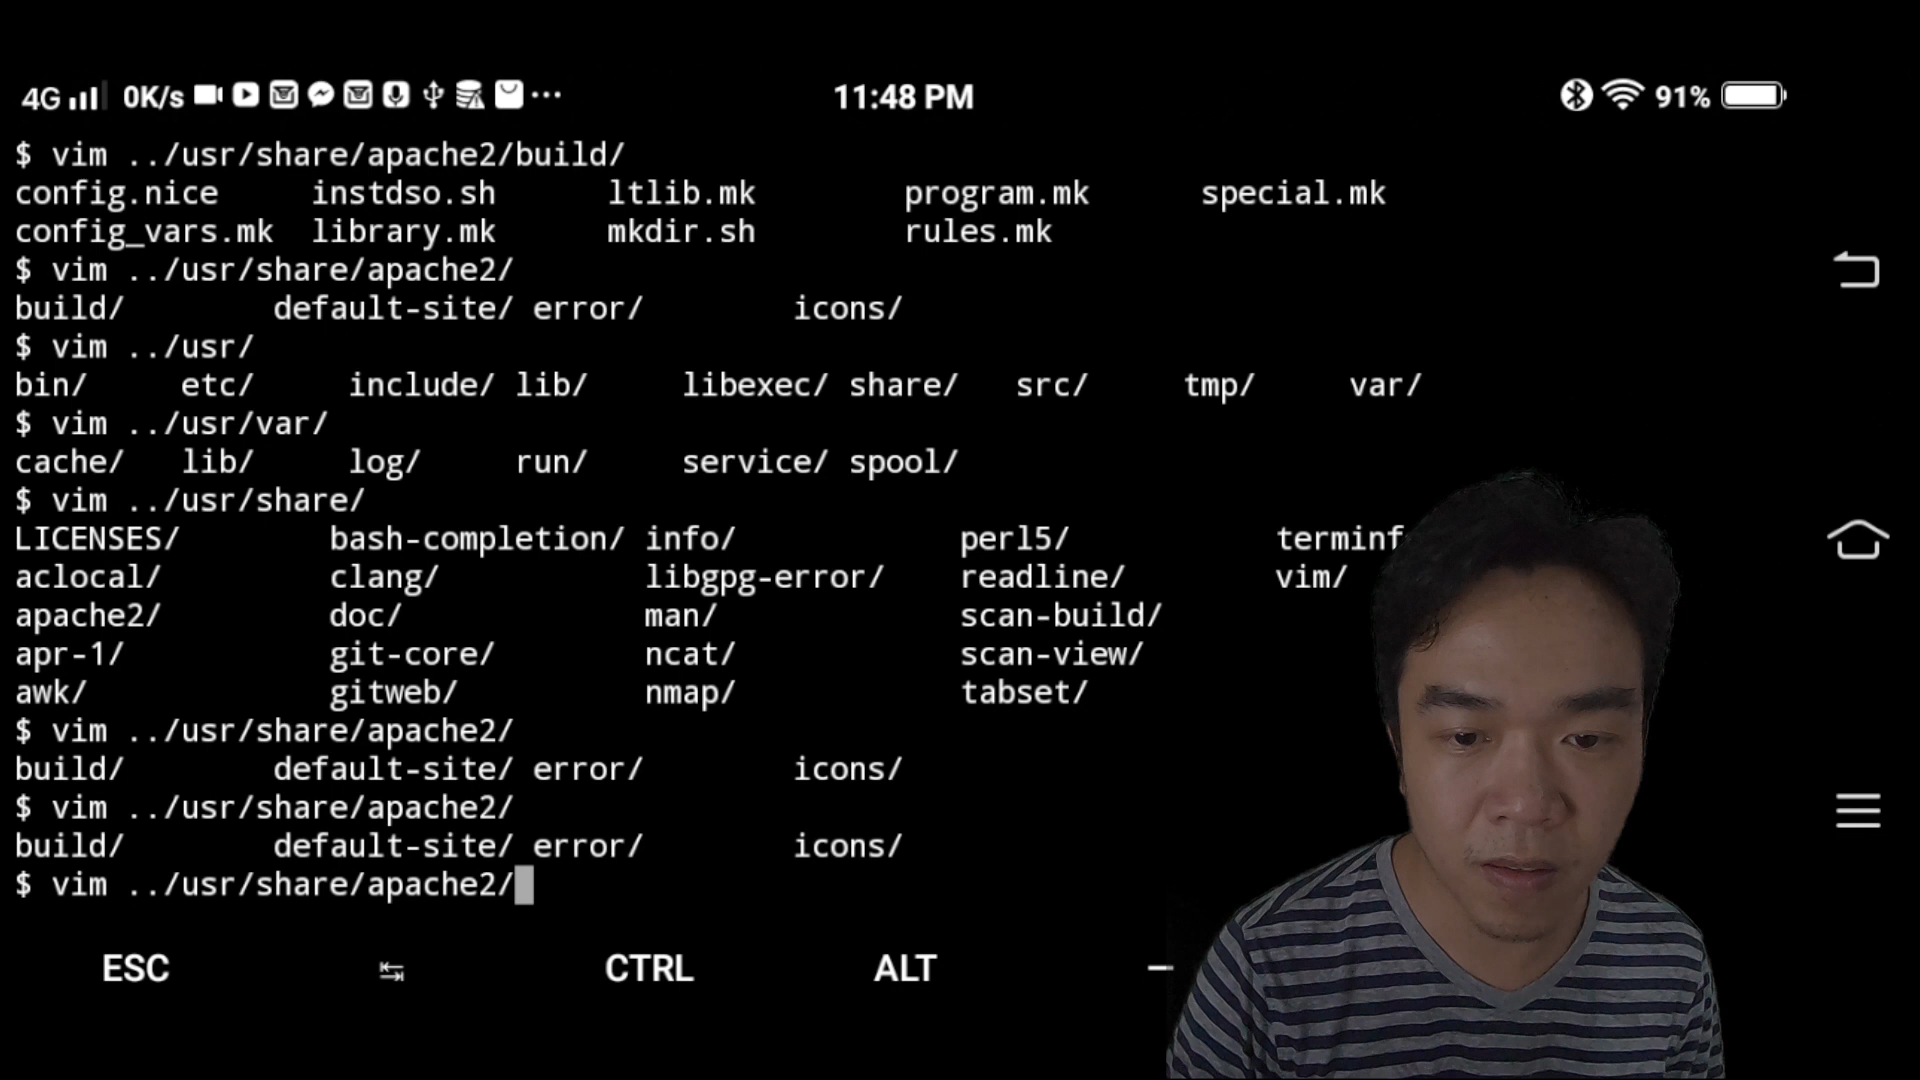 4G 0K/s ... 11:48 PM 91%
$ vim ../usr/share/apache2/build/
config.nice instdso.sh ltlib.mk program.mk special.mk
config_vars.mk library.mk mkdir.sh rules.mk
$ vim ../usr/share/apache2/
build/ default-site/ error/ icons/
$ vim ../usr/
bin/ etc/ include/ lib/ libexec/ share/ src/ tmp/ var/
$ vim ../usr/var/
cache/ lib/ log/ run/ service/ spool/
$ vim ../usr/share/
LICENSES/ bash-completion/ info/ perl5/ terminf
aclocal/ clang/ libgpg-error/ readline/ vim/
apache2/ doc/ man/ scan-build/
apr-1/ git-core/ ncat/ scan-view/
awk/ gitweb/ nmap/ tabset/
$ vim ../usr/share/apache2/
build/ default-site/ error/ icons/
$ vim ../usr/share/apache2/
build/ default-site/ error/ icons/
$ vim ../usr/share/apache2/
ESC CTRL ALT –